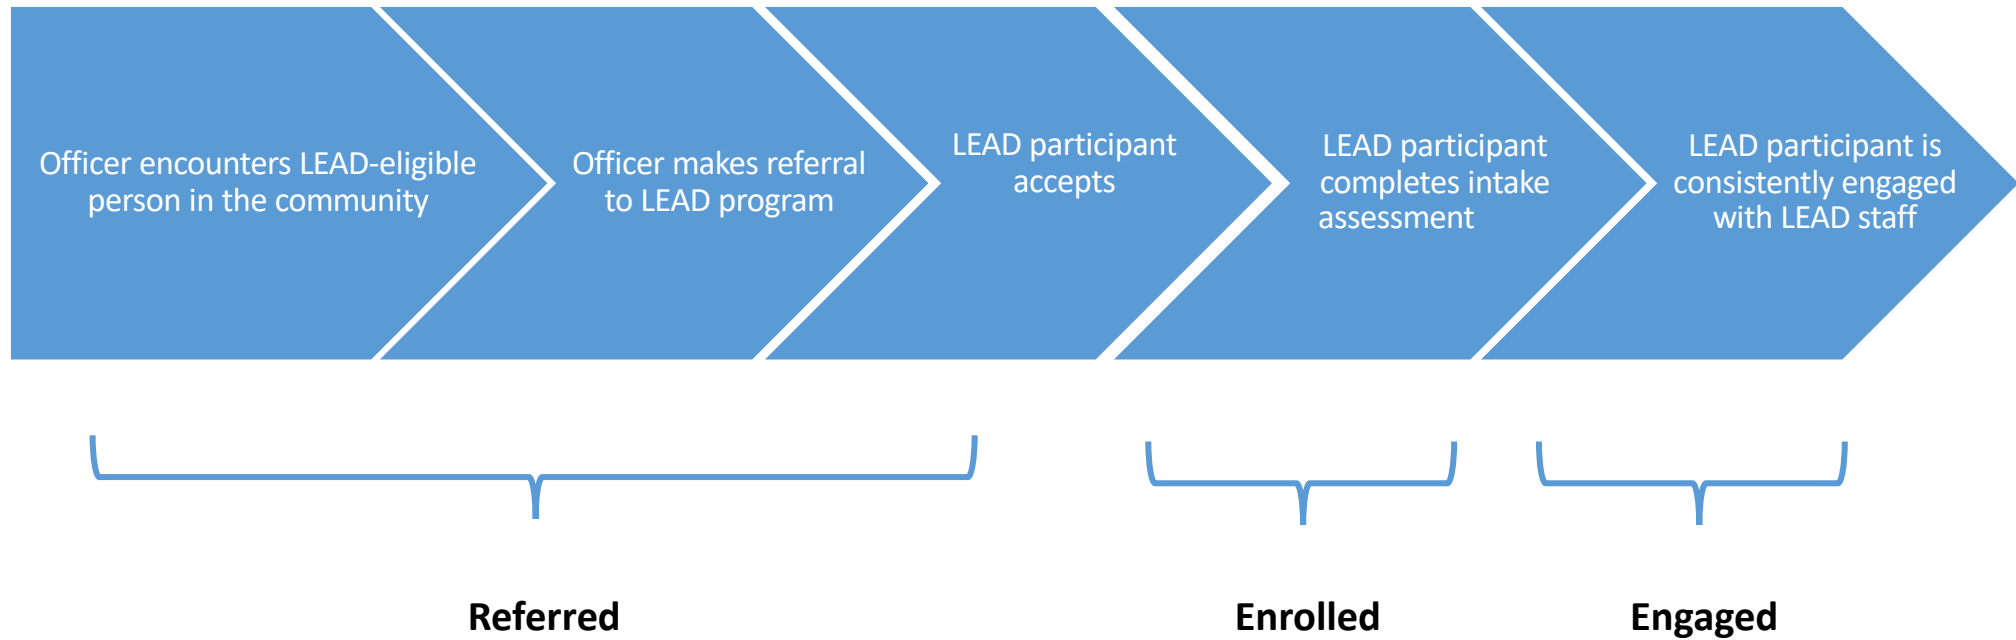 Officer encounters LEAD-eligible
person in the community
Officer makes referral
to LEAD program
LEAD participant
accepts
LEAD participant
completes intake
assessment
LEAD participant is
consistently engaged
with LEAD staff
Referred
Enrolled
Engaged